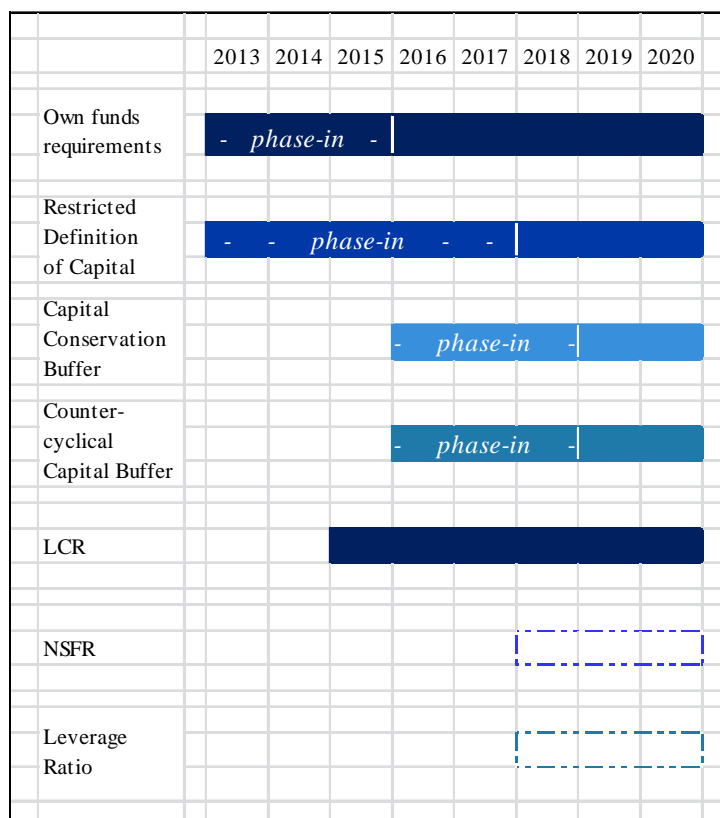 2013 2014 2015 2016 2017 2018 2019 2020
Own funds
requirements
- phase-in -
Restricted
Definition
of Capital
- - phase-in - -
Capital
Conservation
Buffer
- phase-in -
Counter-
cyclical
Capital Buffer
- phase-in -
LCR
NSFR
Leverage
Ratio